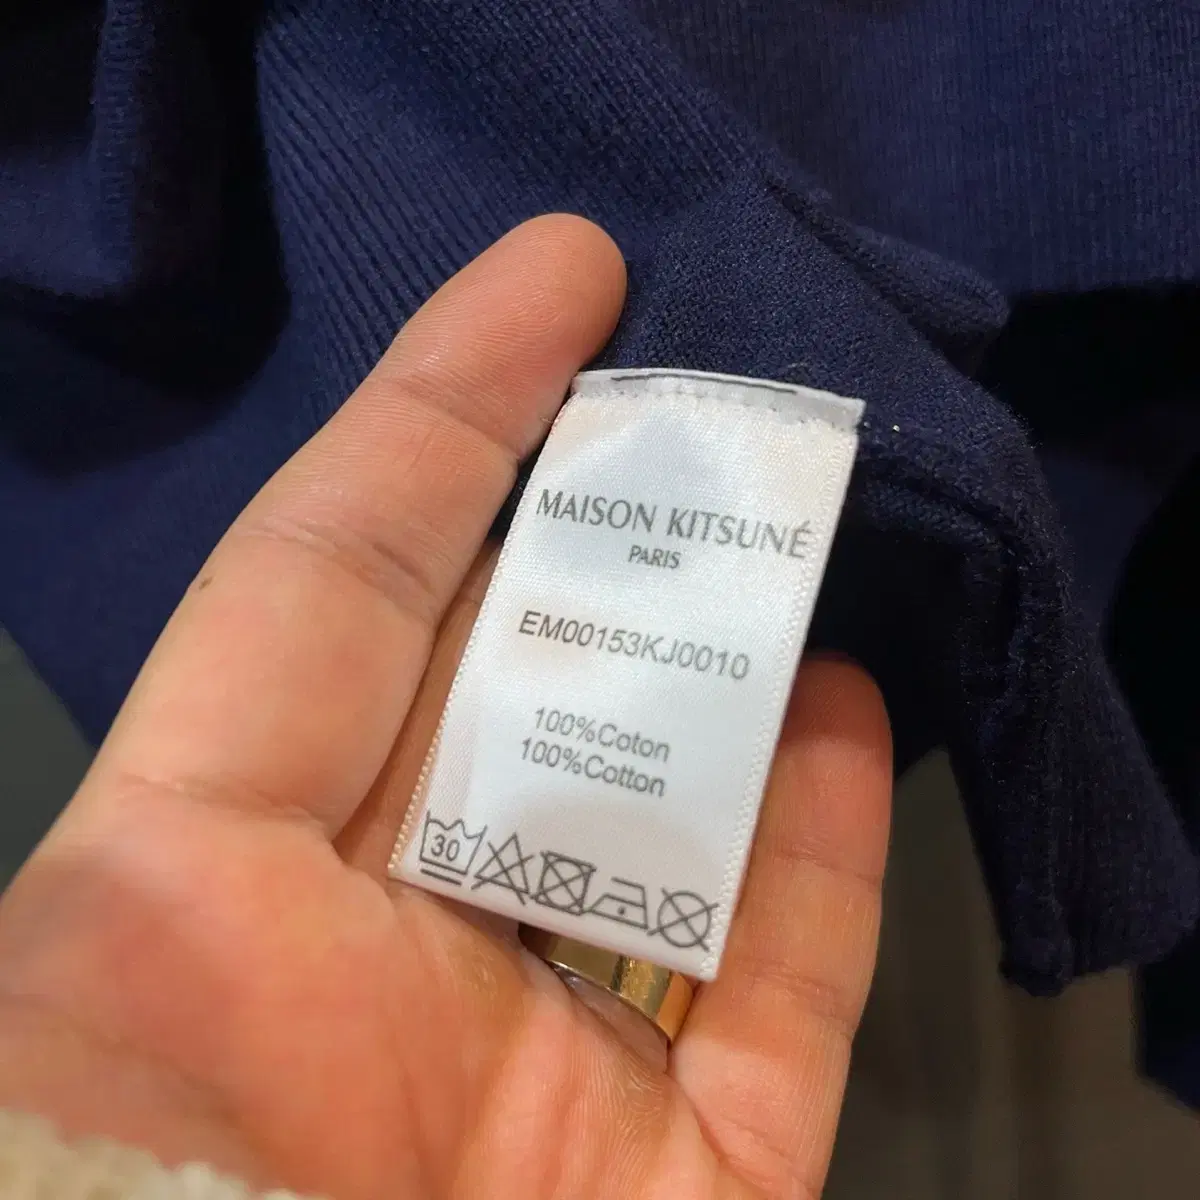 MAISON KITSUNÉ
PARIS
EM00153KJ0010
100%Coton
100%Cotton
30